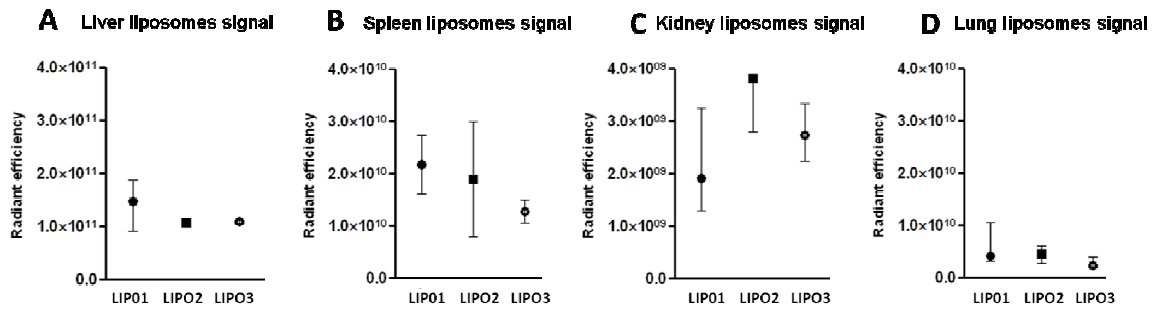 A Liver liposomes signal
4.0×10¹¹
3.0×10¹¹
2.0×10¹¹
1.0×10¹¹
0.0
Radiant efficiency
LIP01 LIPO2 LIPO3
B Spleen liposomes signal
4.0×10¹⁰
3.0×10¹⁰
2.0×10¹⁰
1.0×10¹⁰
0.0
Radiant efficiency
LIP01 LIPO2 LIPO3
C Kidney liposomes signal
4.0×10⁰⁹
3.0×10⁰⁹
2.0×10⁰⁹
1.0×10⁰⁹
0.0
Radiant efficiency
LIP01 LIPO2 LIPO3
D Lung liposomes signal
4.0×10¹⁰
3.0×10¹⁰
2.0×10¹⁰
1.0×10¹⁰
0.0
Radiant efficiency
LIP01 LIPO2 LIPO3